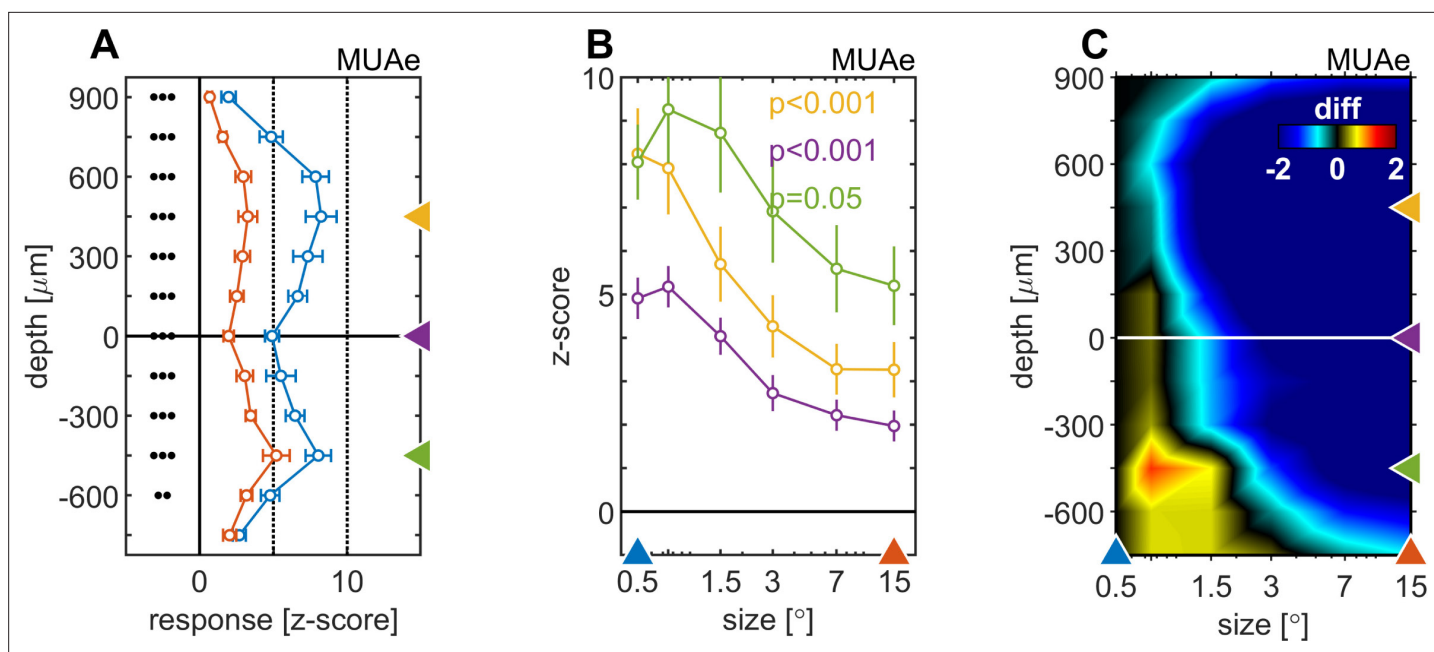 A
MUAe
900
600
300
0
-300
-600
depth [μm]
0
10
response [z-score]
B
MUAe
10
5
0
z-score
p<0.001
p<0.001
p=0.05
0.5
1.5
3
7
15
size [°]
C
MUAe
900
600
300
0
-300
-600
depth [μm]
diff
-2
0
2
0.5
1.5
3
7
15
size [°]